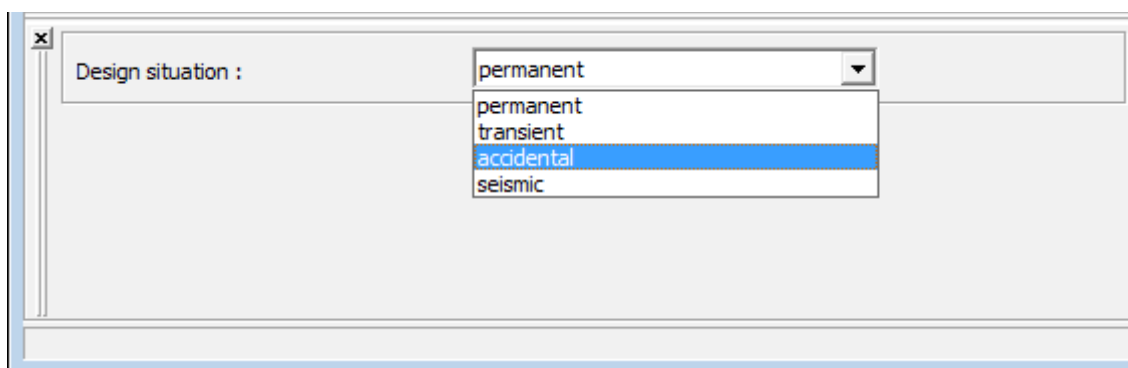 Design situation : permanent
permanent
transient
accidental
seismic